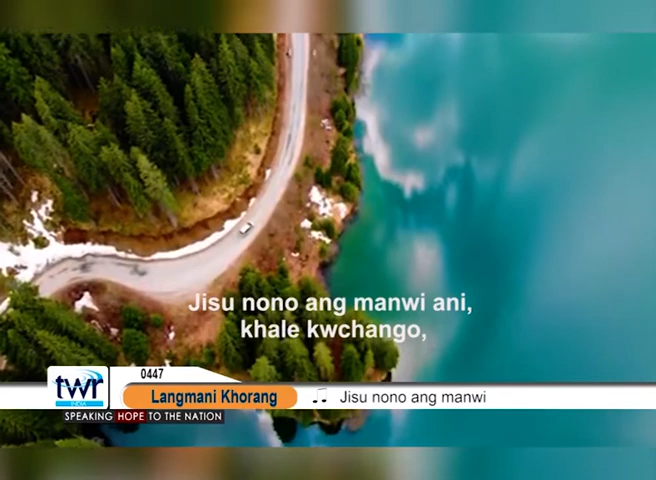 Jisu nono ang manwi ani,
khale kwchango,
0447
twr
INDIA
Langmani Khorang
Jisu nono ang manwi
SPEAKING HOPE TO THE NATION